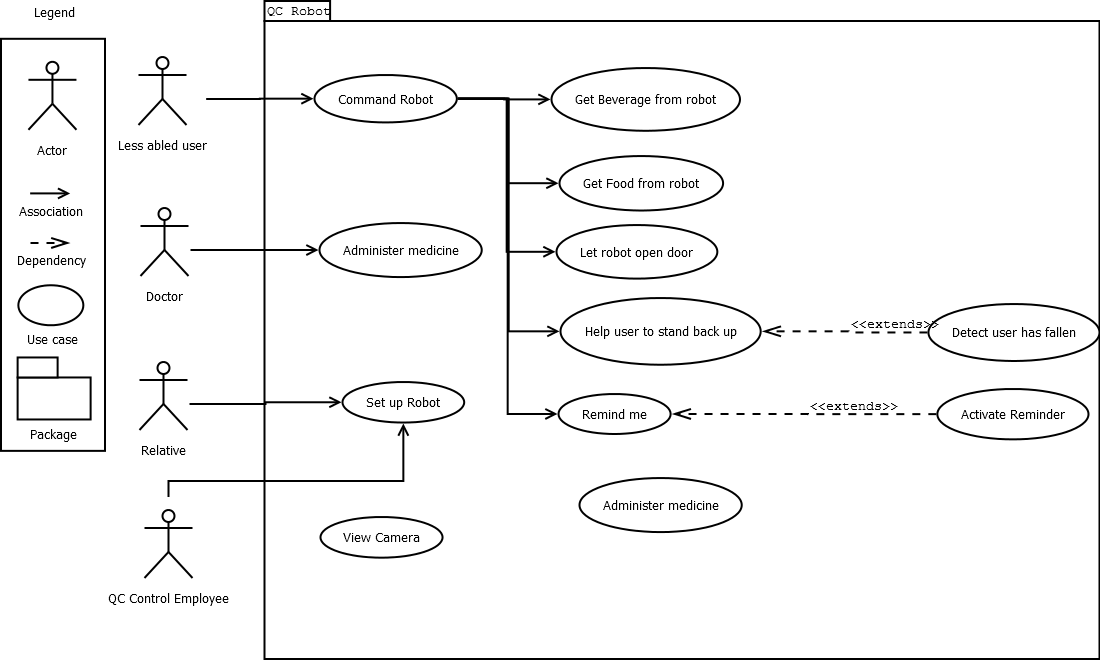 Legend
QC Robot
Actor
Association
Dependency
Use case
Package
Less abled user
Doctor
Relative
QC Control Employee
Command Robot
Administer medicine
Set up Robot
View Camera
Get Beverage from robot
Get Food from robot
Let robot open door
Help user to stand back up
<<extends>>
Detect user has fallen
Remind me
<<extends>>
Activate Reminder
Administer medicine